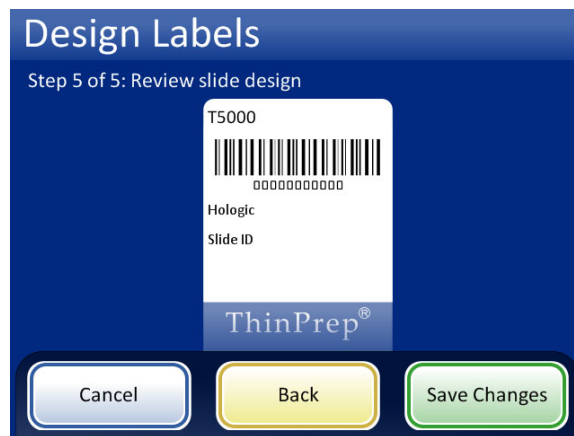 Design Labels
Step 5 of 5: Review slide design
T5000
Hologic
Slide ID
ThinPrep®
Cancel Back Save Changes